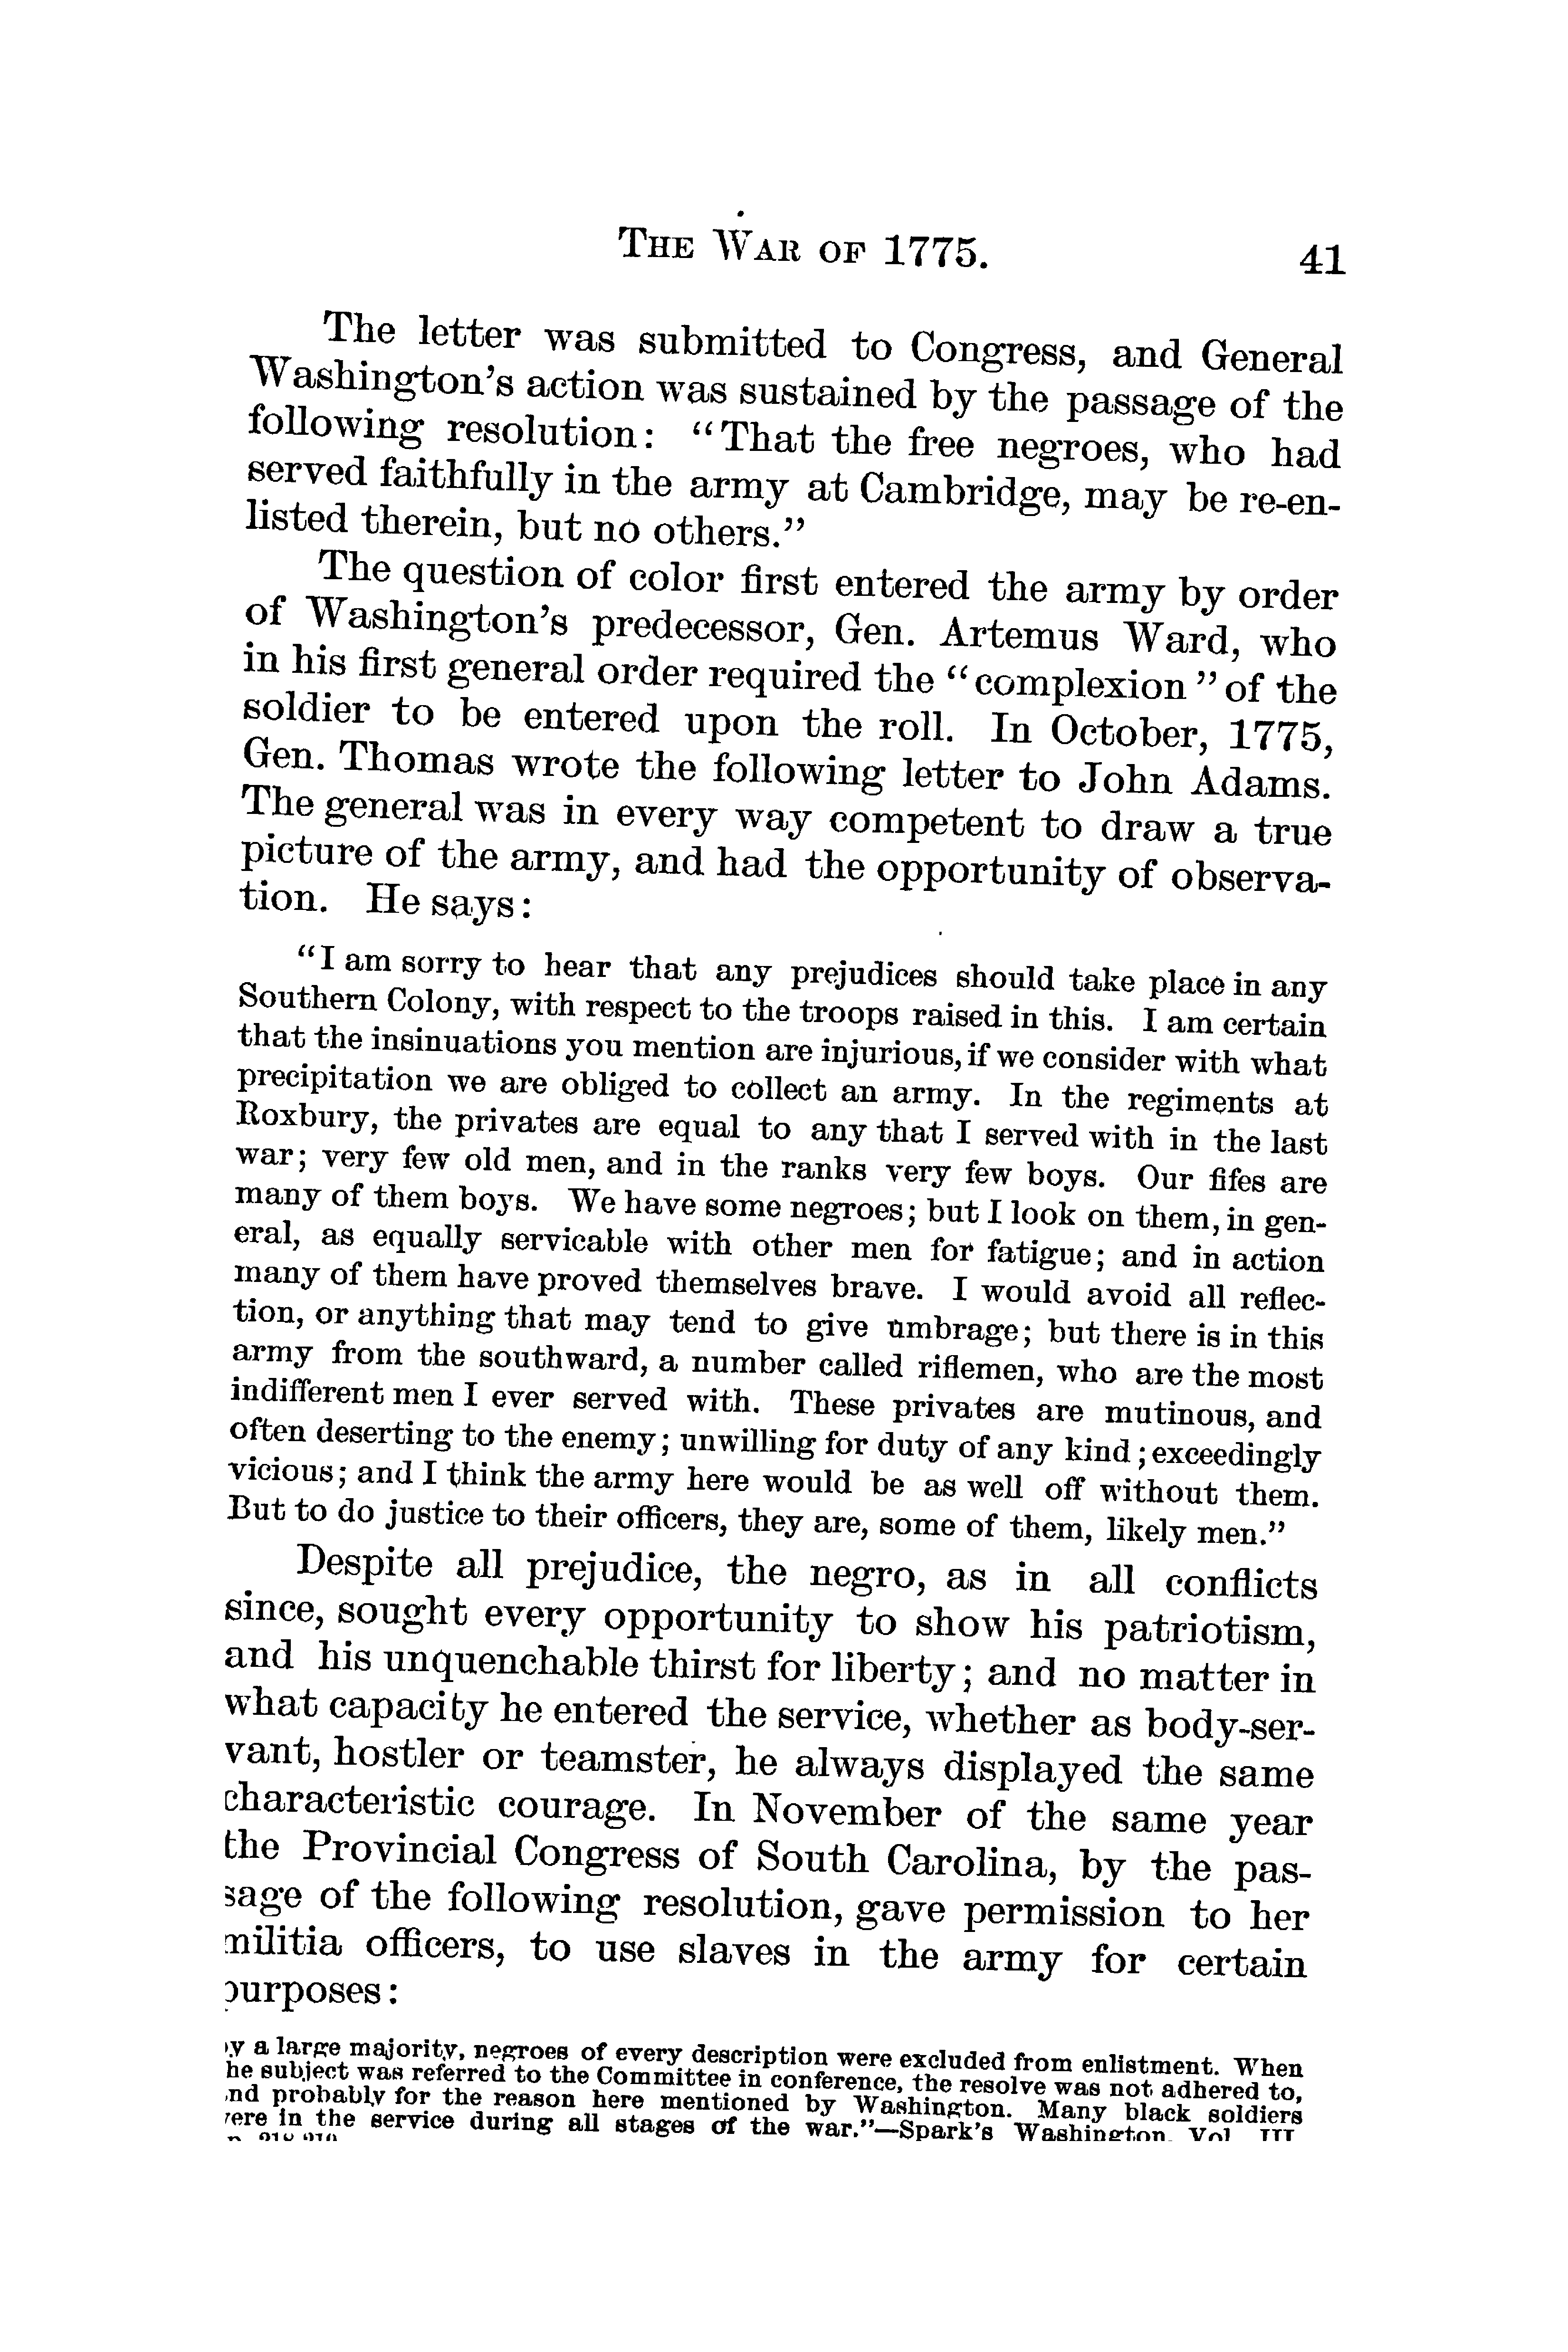 THE WAR OF 1775. 41
The letter was submitted to Congress, and General
Washington's action was sustained by the passage of the
following resolution: "That the free negroes, who had
served faithfully in the army at Cambridge, may be re-en-
listed therein, but no others."
The question of color first entered the army by order
of Washington's predecessor, Gen. Artemus Ward, who
in his first general order required the "complexion" of the
soldier to be entered upon the roll. In October, 1775,
Gen. Thomas wrote the following letter to John Adams.
The general was in every way competent to draw a true
picture of the army, and had the opportunity of observa-
tion. He says:
"I am sorry to hear that any prejudices should take place in any
Southern Colony, with respect to the troops raised in this. I am certain
that the insinuations you mention are injurious, if we consider with what
precipitation we are obliged to collect an army. In the regiments at
Roxbury, the privates are equal to any that I served with in the last
war; very few old men, and in the ranks very few boys. Our fifes are
many of them boys. We have some negroes; but I look on them, in gen-
eral, as equally servicable with other men for fatigue; and in action
many of them have proved themselves brave. I would avoid all reflec-
tion, or anything that may tend to give umbrage; but there is in this
army from the southward, a number called riflemen, who are the most
indifferent men I ever served with. These privates are mutinous, and
often deserting to the enemy; unwilling for duty of any kind; exceedingly
vicious; and I think the army here would be as well off without them.
But to do justice to their officers, they are, some of them, likely men."
Despite all prejudice, the negro, as in all conflicts
since, sought every opportunity to show his patriotism,
and his unquenchable thirst for liberty; and no matter in
what capacity he entered the service, whether as body-ser-
vant, hostler or teamster, he always displayed the same
characteristic courage. In November of the same year
the Provincial Congress of South Carolina, by the pas-
sage of the following resolution, gave permission to her
militia officers, to use slaves in the army for certain
purposes:
y a large majority, negroes of every description were excluded from enlistment. When
he subject was referred to the Committee in conference, the resolve was not adhered to,
nd probably for the reason here mentioned by Washington. Many black soldiers
ere in the service during all stages of the war."—Spark's Washington, Vol III